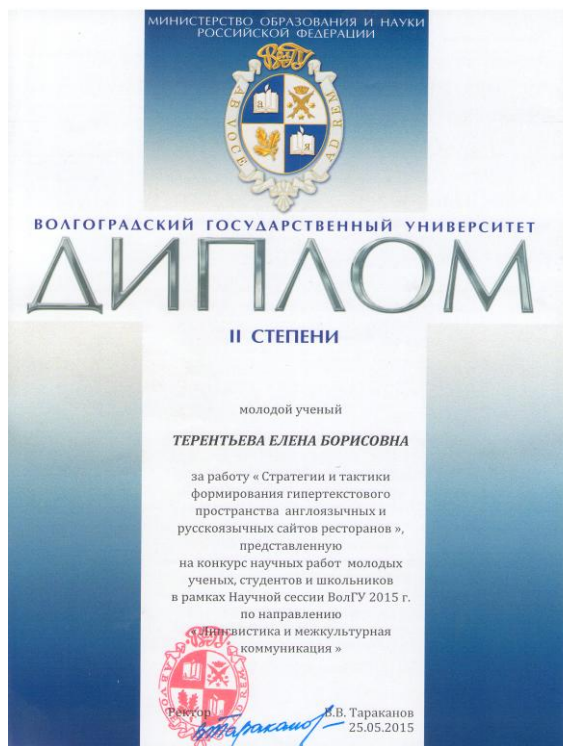 МИНИСТЕРСТВО ОБРАЗОВАНИЯ И НАУКИ
РОССИЙСКОЙ ФЕДЕРАЦИИ
ВолГУ
AB VOCE AD REM
а
я
ВОЛГОГРАДСКИЙ ГОСУДАРСТВЕННЫЙ УНИВЕРСИТЕТ
ДИПЛОМ
II СТЕПЕНИ
молодой ученый
ТЕРЕНТЬЕВА ЕЛЕНА БОРИСОВНА
за работу « Стратегии и тактики
формирования гипертекстового
пространства англоязычных и
русскоязычных сайтов ресторанов »,
представленную
на конкурс научных работ молодых
ученых, студентов и школьников
в рамках Научной сессии ВолГУ 2015 г.
по направлению
« Лингвистика и межкультурная
коммуникация »
Ректор В.В. Тараканов
25.05.2015